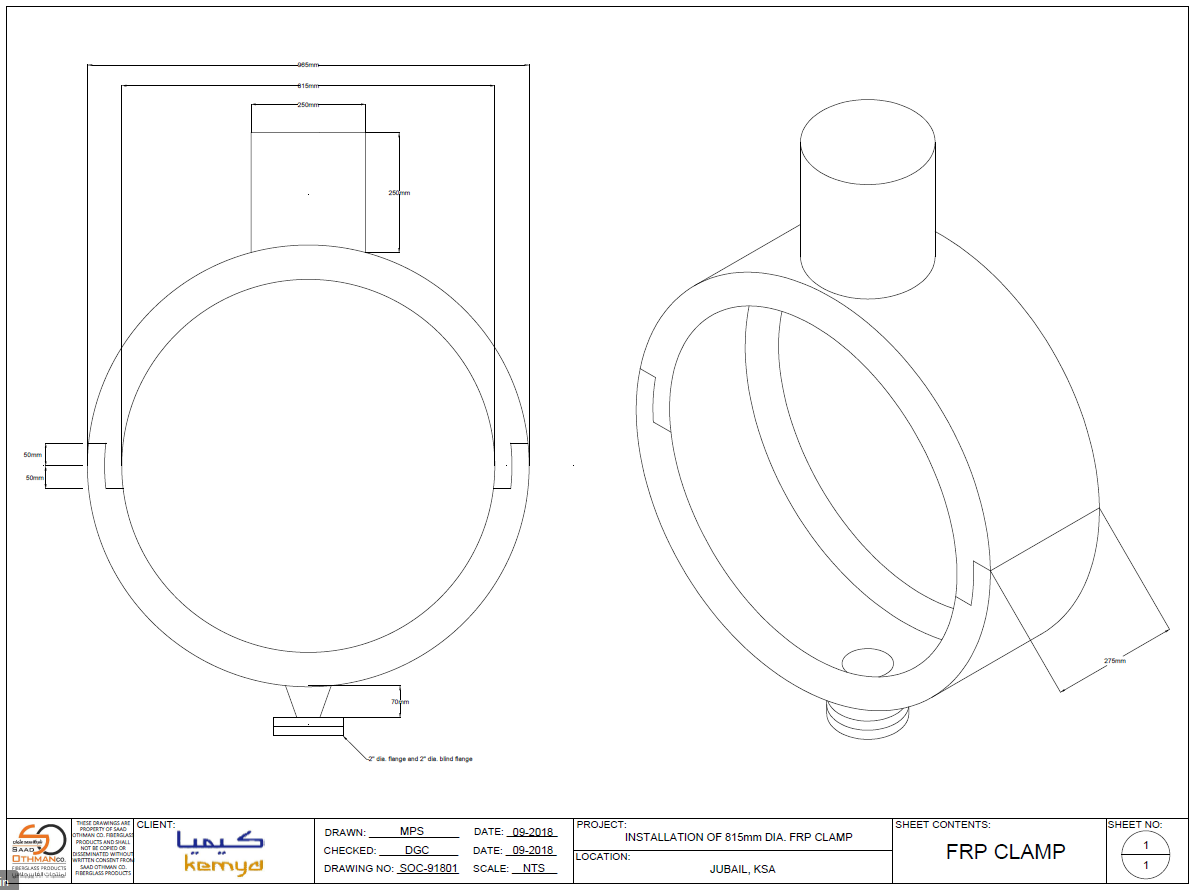 965mm
815mm
250mm
250mm
50mm
50mm
70mm
2" dia. flange and 2" dia. blind flange
275mm
SAAD
OTHMAN CO.
FIBERGLASS PRODUCTS
THESE DRAWINGS ARE
PROPERTY OF SAAD
OTHMAN CO. FIBERGLASS
PRODUCTS AND SHALL
NOT BE COPIED OR
DISSEMINATED WITHOUT
WRITTEN CONSENT FROM
SAAD OTHMAN CO.
FIBERGLASS PRODUCTS
CLIENT:
كيميا
kemya
DRAWN: MPS DATE: 09-2018
CHECKED: DGC DATE: 09-2018
DRAWING NO: SOC-91801 SCALE: NTS
PROJECT:
INSTALLATION OF 815mm DIA. FRP CLAMP
LOCATION:
JUBAIL, KSA
SHEET CONTENTS:
FRP CLAMP
SHEET NO:
1
1